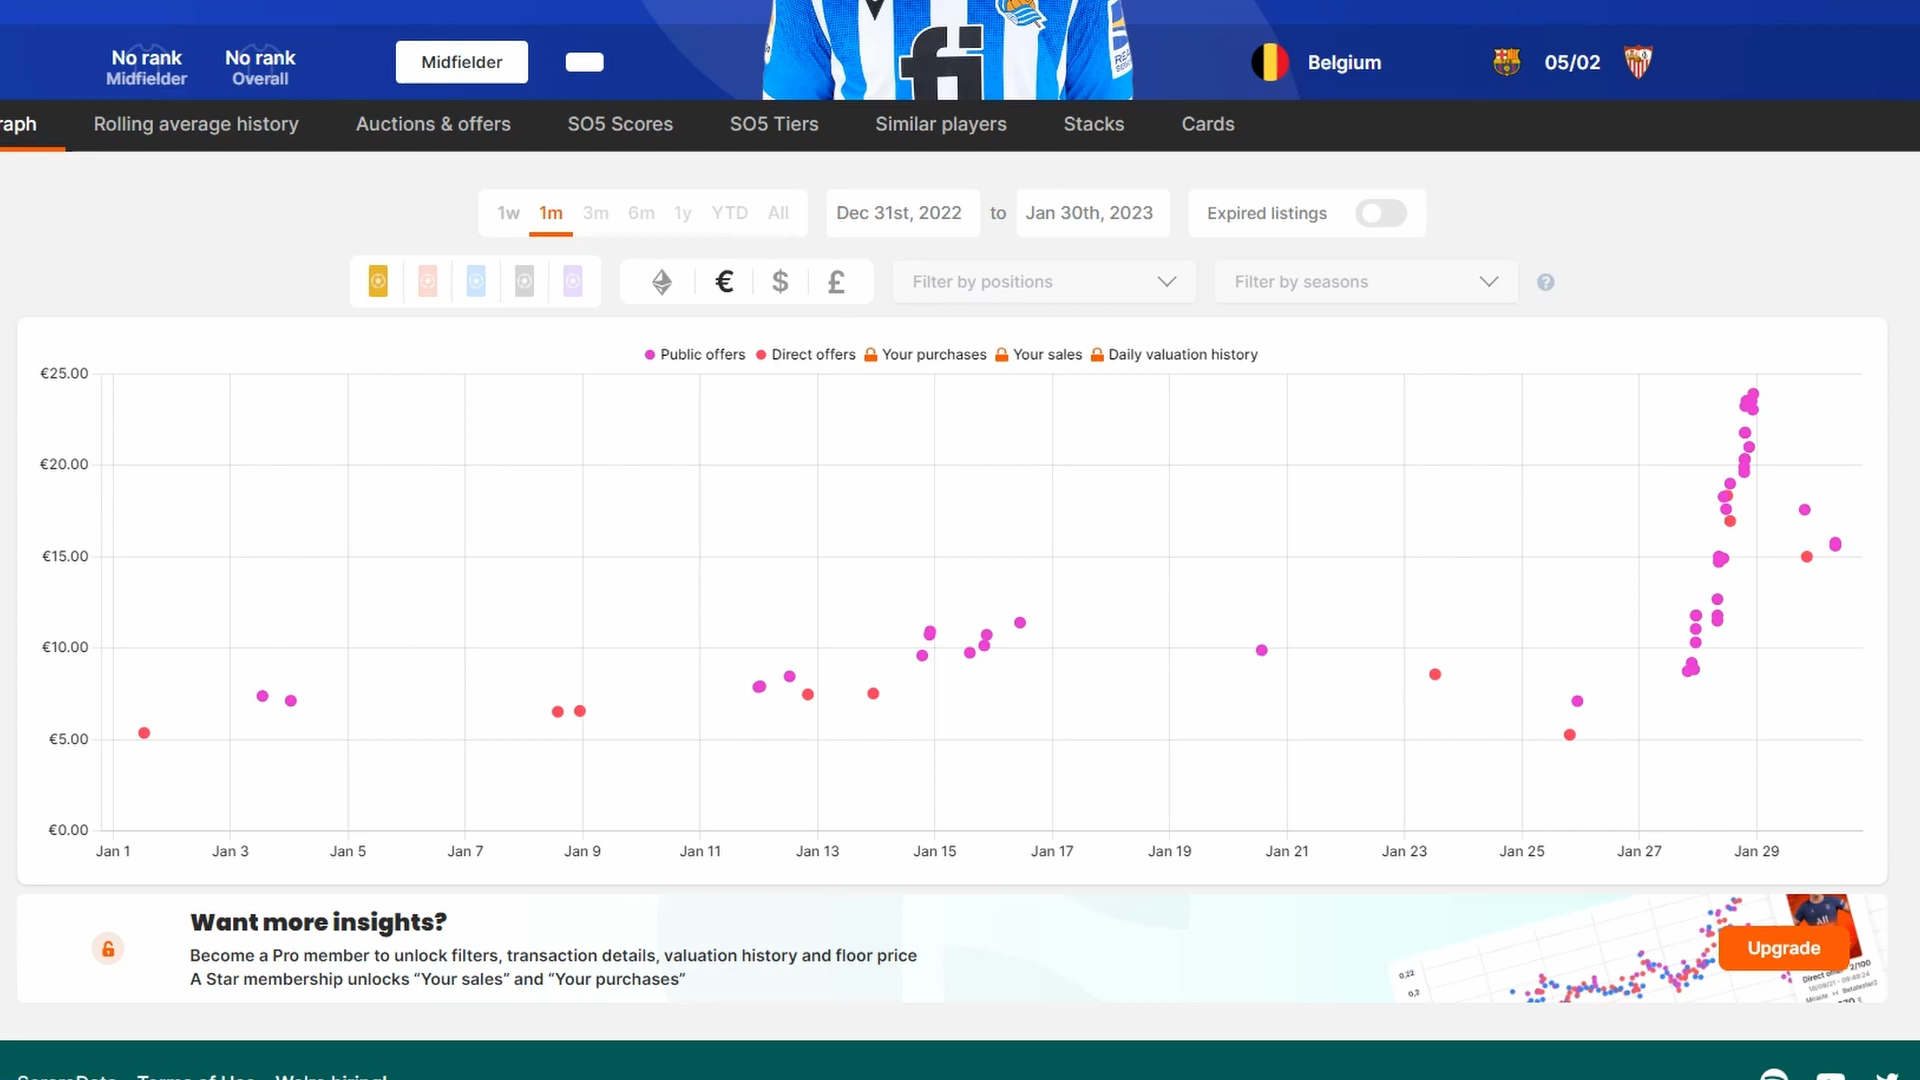 No rank
Midfielder
No rank
Overall
Midfielder
fi
Belgium
05/02
raph
Rolling average history
Auctions & offers
SO5 Scores
SO5 Tiers
Similar players
Stacks
Cards
1w 1m 3m 6m 1y YTD All
Dec 31st, 2022 to Jan 30th, 2023
Expired listings
€ $ £
Filter by positions
Filter by seasons
?
Public offers Direct offers Your purchases Your sales Daily valuation history
€25.00
€20.00
€15.00
€10.00
€5.00
€0.00
Jan 1 Jan 3 Jan 5 Jan 7 Jan 9 Jan 11 Jan 13 Jan 15 Jan 17 Jan 19 Jan 21 Jan 23 Jan 25 Jan 27 Jan 29
Want more insights?
Become a Pro member to unlock filters, transaction details, valuation history and floor price
A Star membership unlocks “Your sales” and “Your purchases”
Upgrade
0,22
0,2